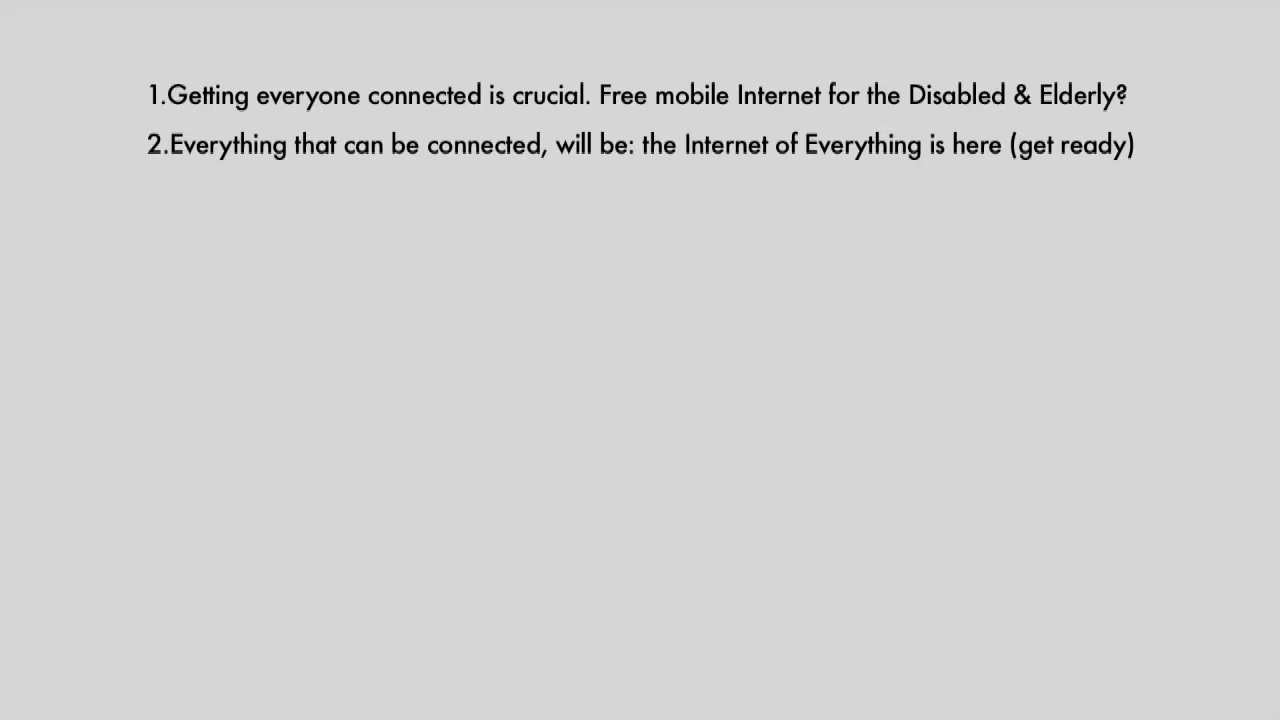 1.Getting everyone connected is crucial. Free mobile Internet for the Disabled & Elderly?
2.Everything that can be connected, will be: the Internet of Everything is here (get ready)